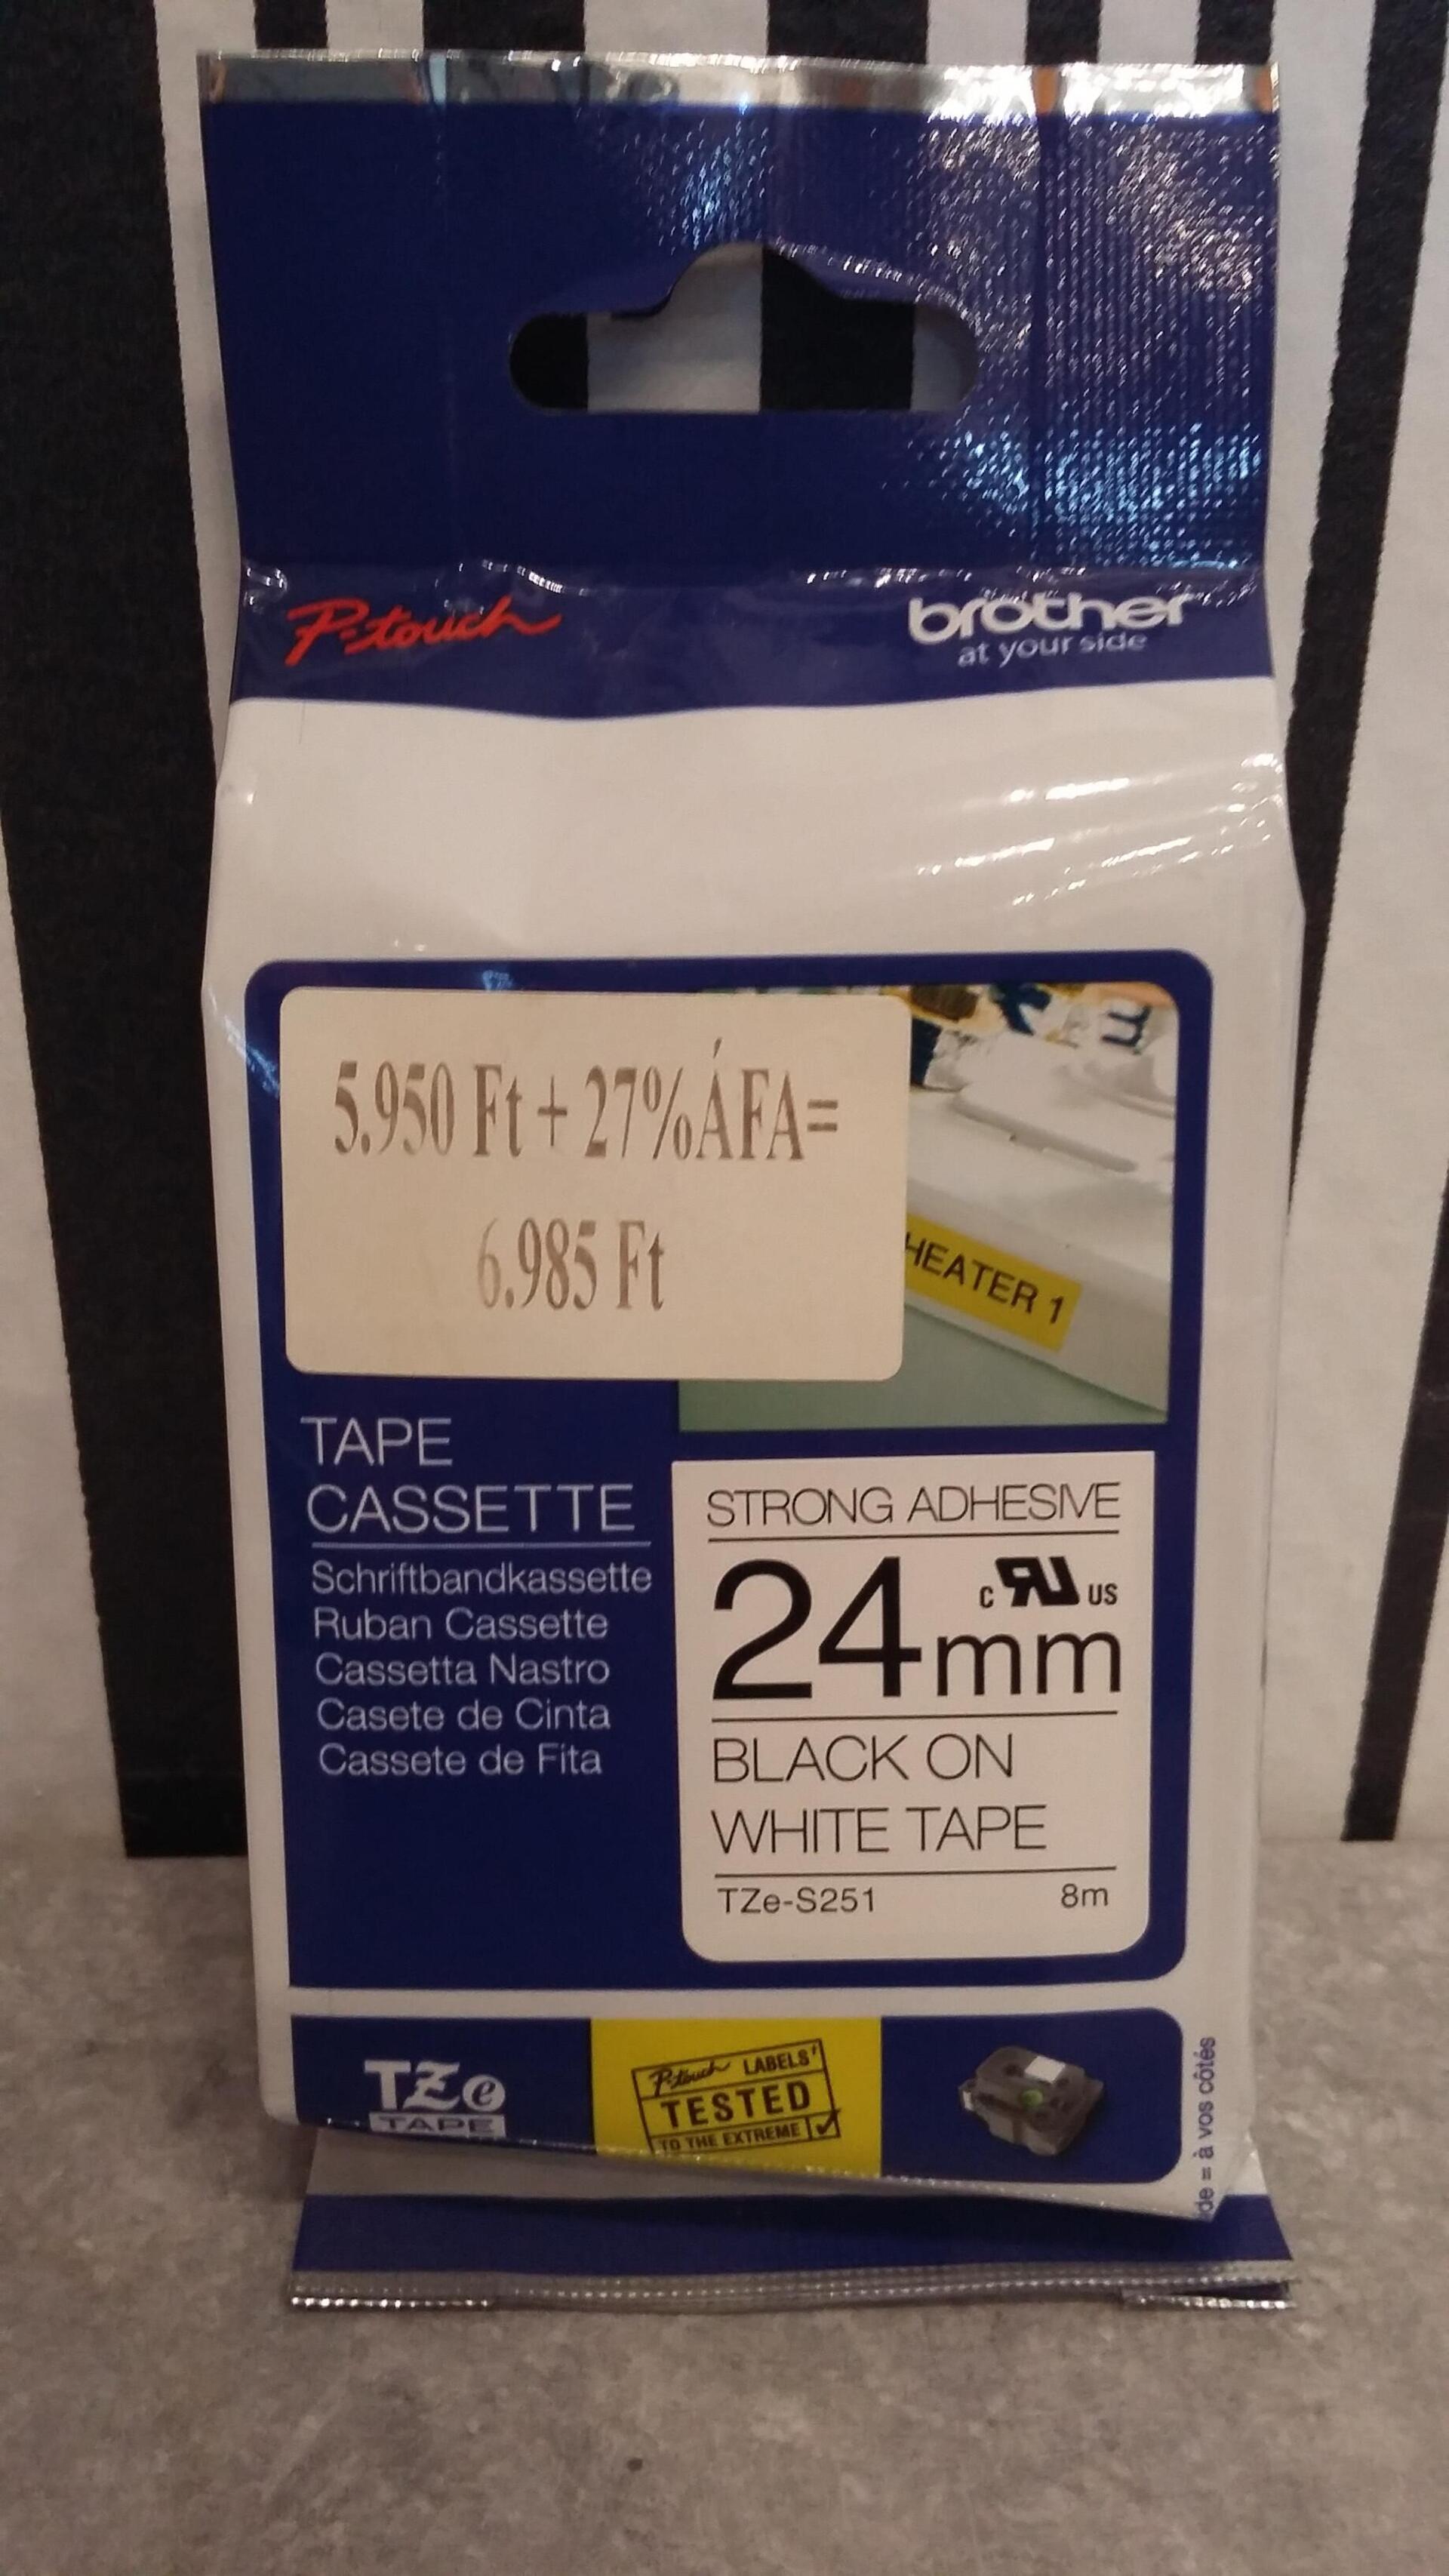 P-touch
brother
at your side
5.950 Ft + 27%ÁFA=
6.985 Ft
HEATER 1
TAPE
CASSETTE
Schriftbandkassette
Ruban Cassette
Cassetta Nastro
Casete de Cinta
Cassete de Fita
STRONG ADHESIVE
24mm
c RU US
BLACK ON
WHITE TAPE
TZe-S251 8m
TZe
TAPE
P-touch LABELS'
TESTED
TO THE EXTREME
de = à vos côtés